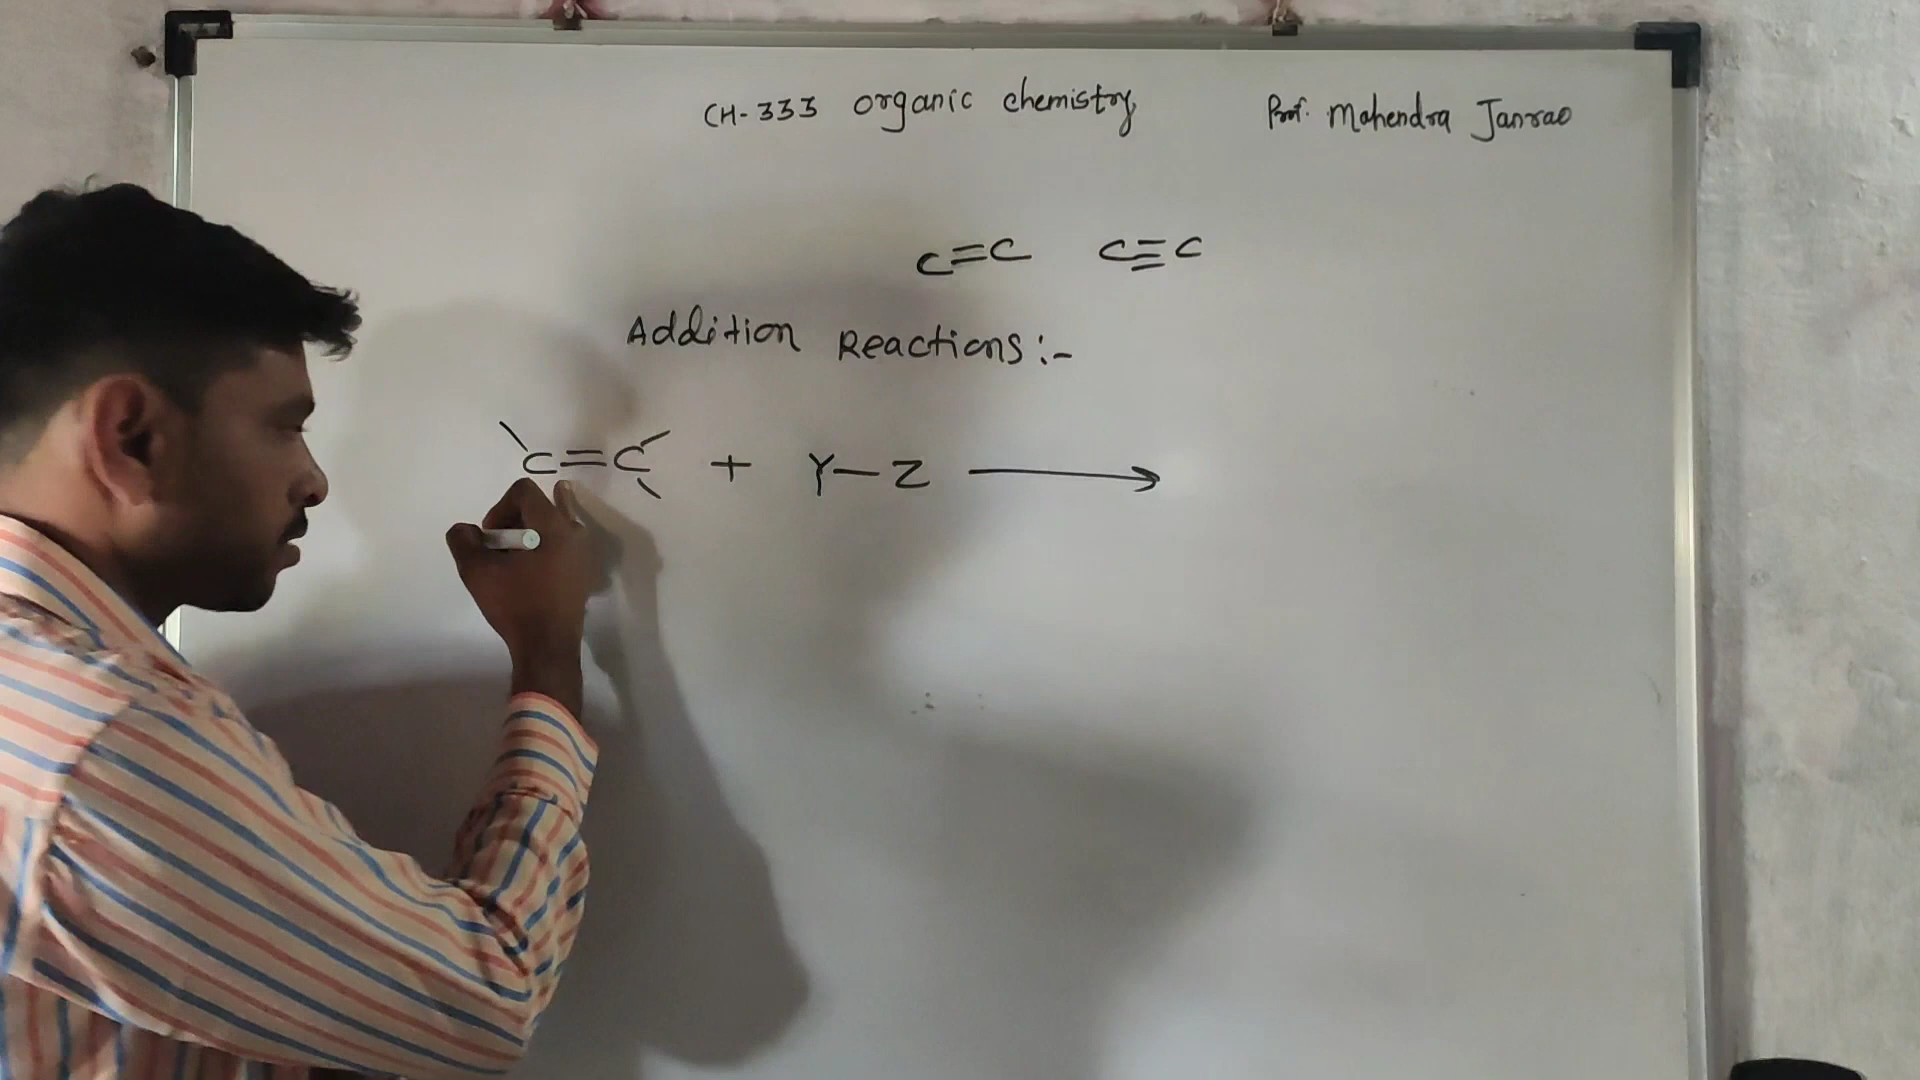 CH-333 organic chemistry Prof. Mahendra Janrao
C=C C≡C
Addition Reactions:-
C=C + Y-Z ⟶